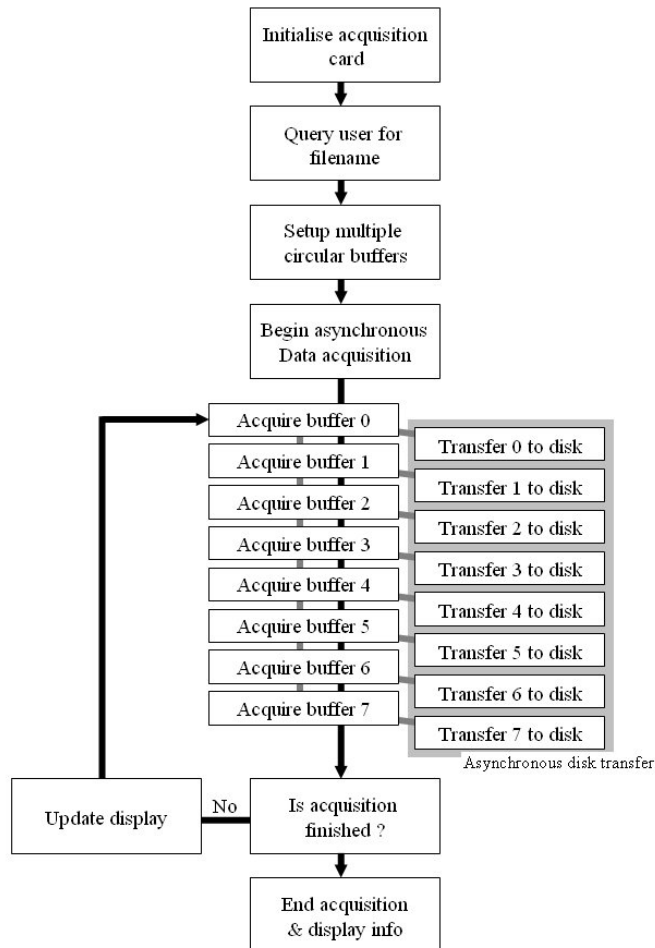 Initialise acquisition
card
Query user for
filename
Setup multiple
circular buffers
Begin asynchronous
Data acquisition
Acquire buffer 0
Transfer 0 to disk
Acquire buffer 1
Transfer 1 to disk
Acquire buffer 2
Transfer 2 to disk
Acquire buffer 3
Transfer 3 to disk
Acquire buffer 4
Transfer 4 to disk
Acquire buffer 5
Transfer 5 to disk
Acquire buffer 6
Transfer 6 to disk
Acquire buffer 7
Transfer 7 to disk
Asynchronous disk transfer
Update display
No
Is acquisition
finished ?
End acquisition
& display info